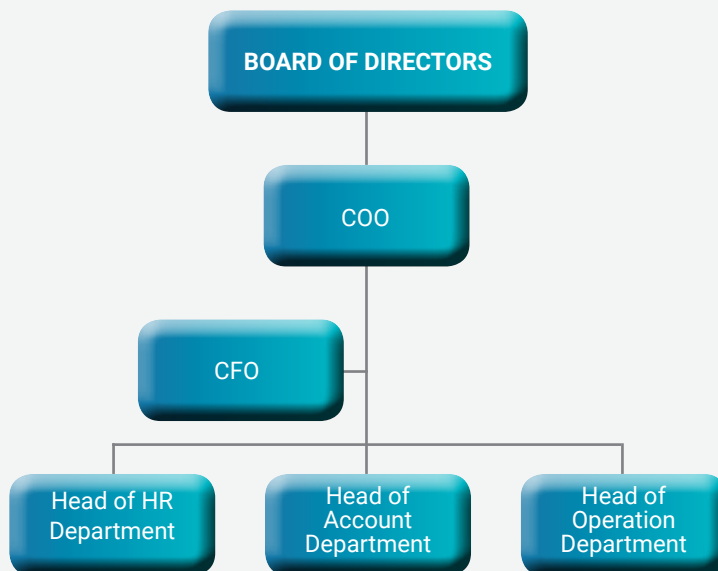 BOARD OF DIRECTORS
COO
CFO
Head of HR
Department
Head of
Account
Department
Head of
Operation
Department